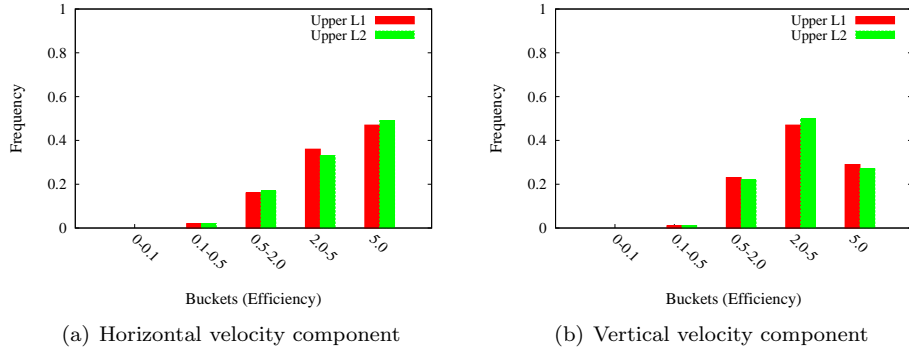 1
0.8
0.6
0.4
0.2
0
Frequency
Upper L1
Upper L2
0-0.1
0.1-0.5
0.5-2.0
2.0-5
5.0
Buckets (Efficiency)
(a) Horizontal velocity component
1
0.8
0.6
0.4
0.2
0
Frequency
Upper L1
Upper L2
0-0.1
0.1-0.5
0.5-2.0
2.0-5
5.0
Buckets (Efficiency)
(b) Vertical velocity component